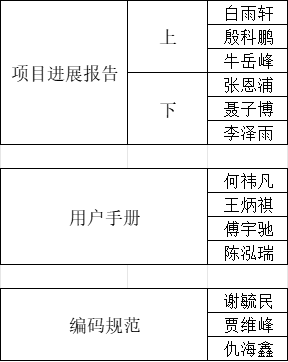 项目进展报告
上
白雨轩
殷科鹏
牛岳峰
下
张恩浦
聂子博
李泽雨
用户手册
何祎凡
王炳祺
傅宇驰
陈泓瑞
编码规范
谢毓民
贾维峰
仇海鑫